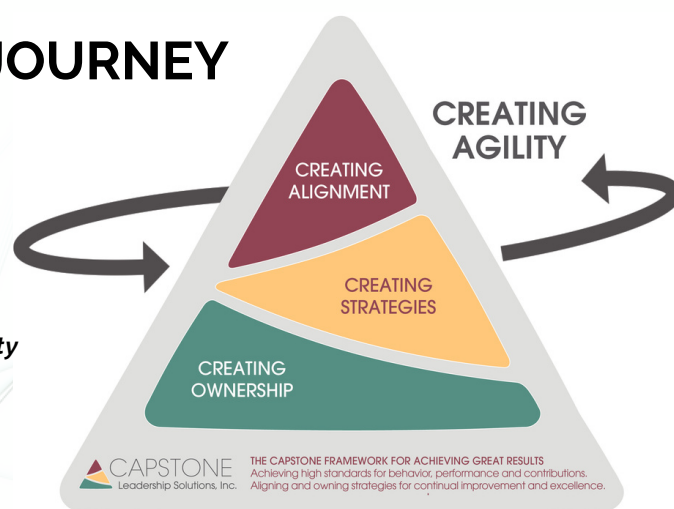 JOURNEY
CREATING
AGILITY
CREATING
ALIGNMENT
CREATING
STRATEGIES
ty
CREATING
OWNERSHIP
CAPSTONE
Leadership Solutions, Inc.
THE CAPSTONE FRAMEWORK FOR ACHIEVING GREAT RESULTS
Achieving high standards for behavior, performance and contributions.
Aligning and owning strategies for continual improvement and excellence.